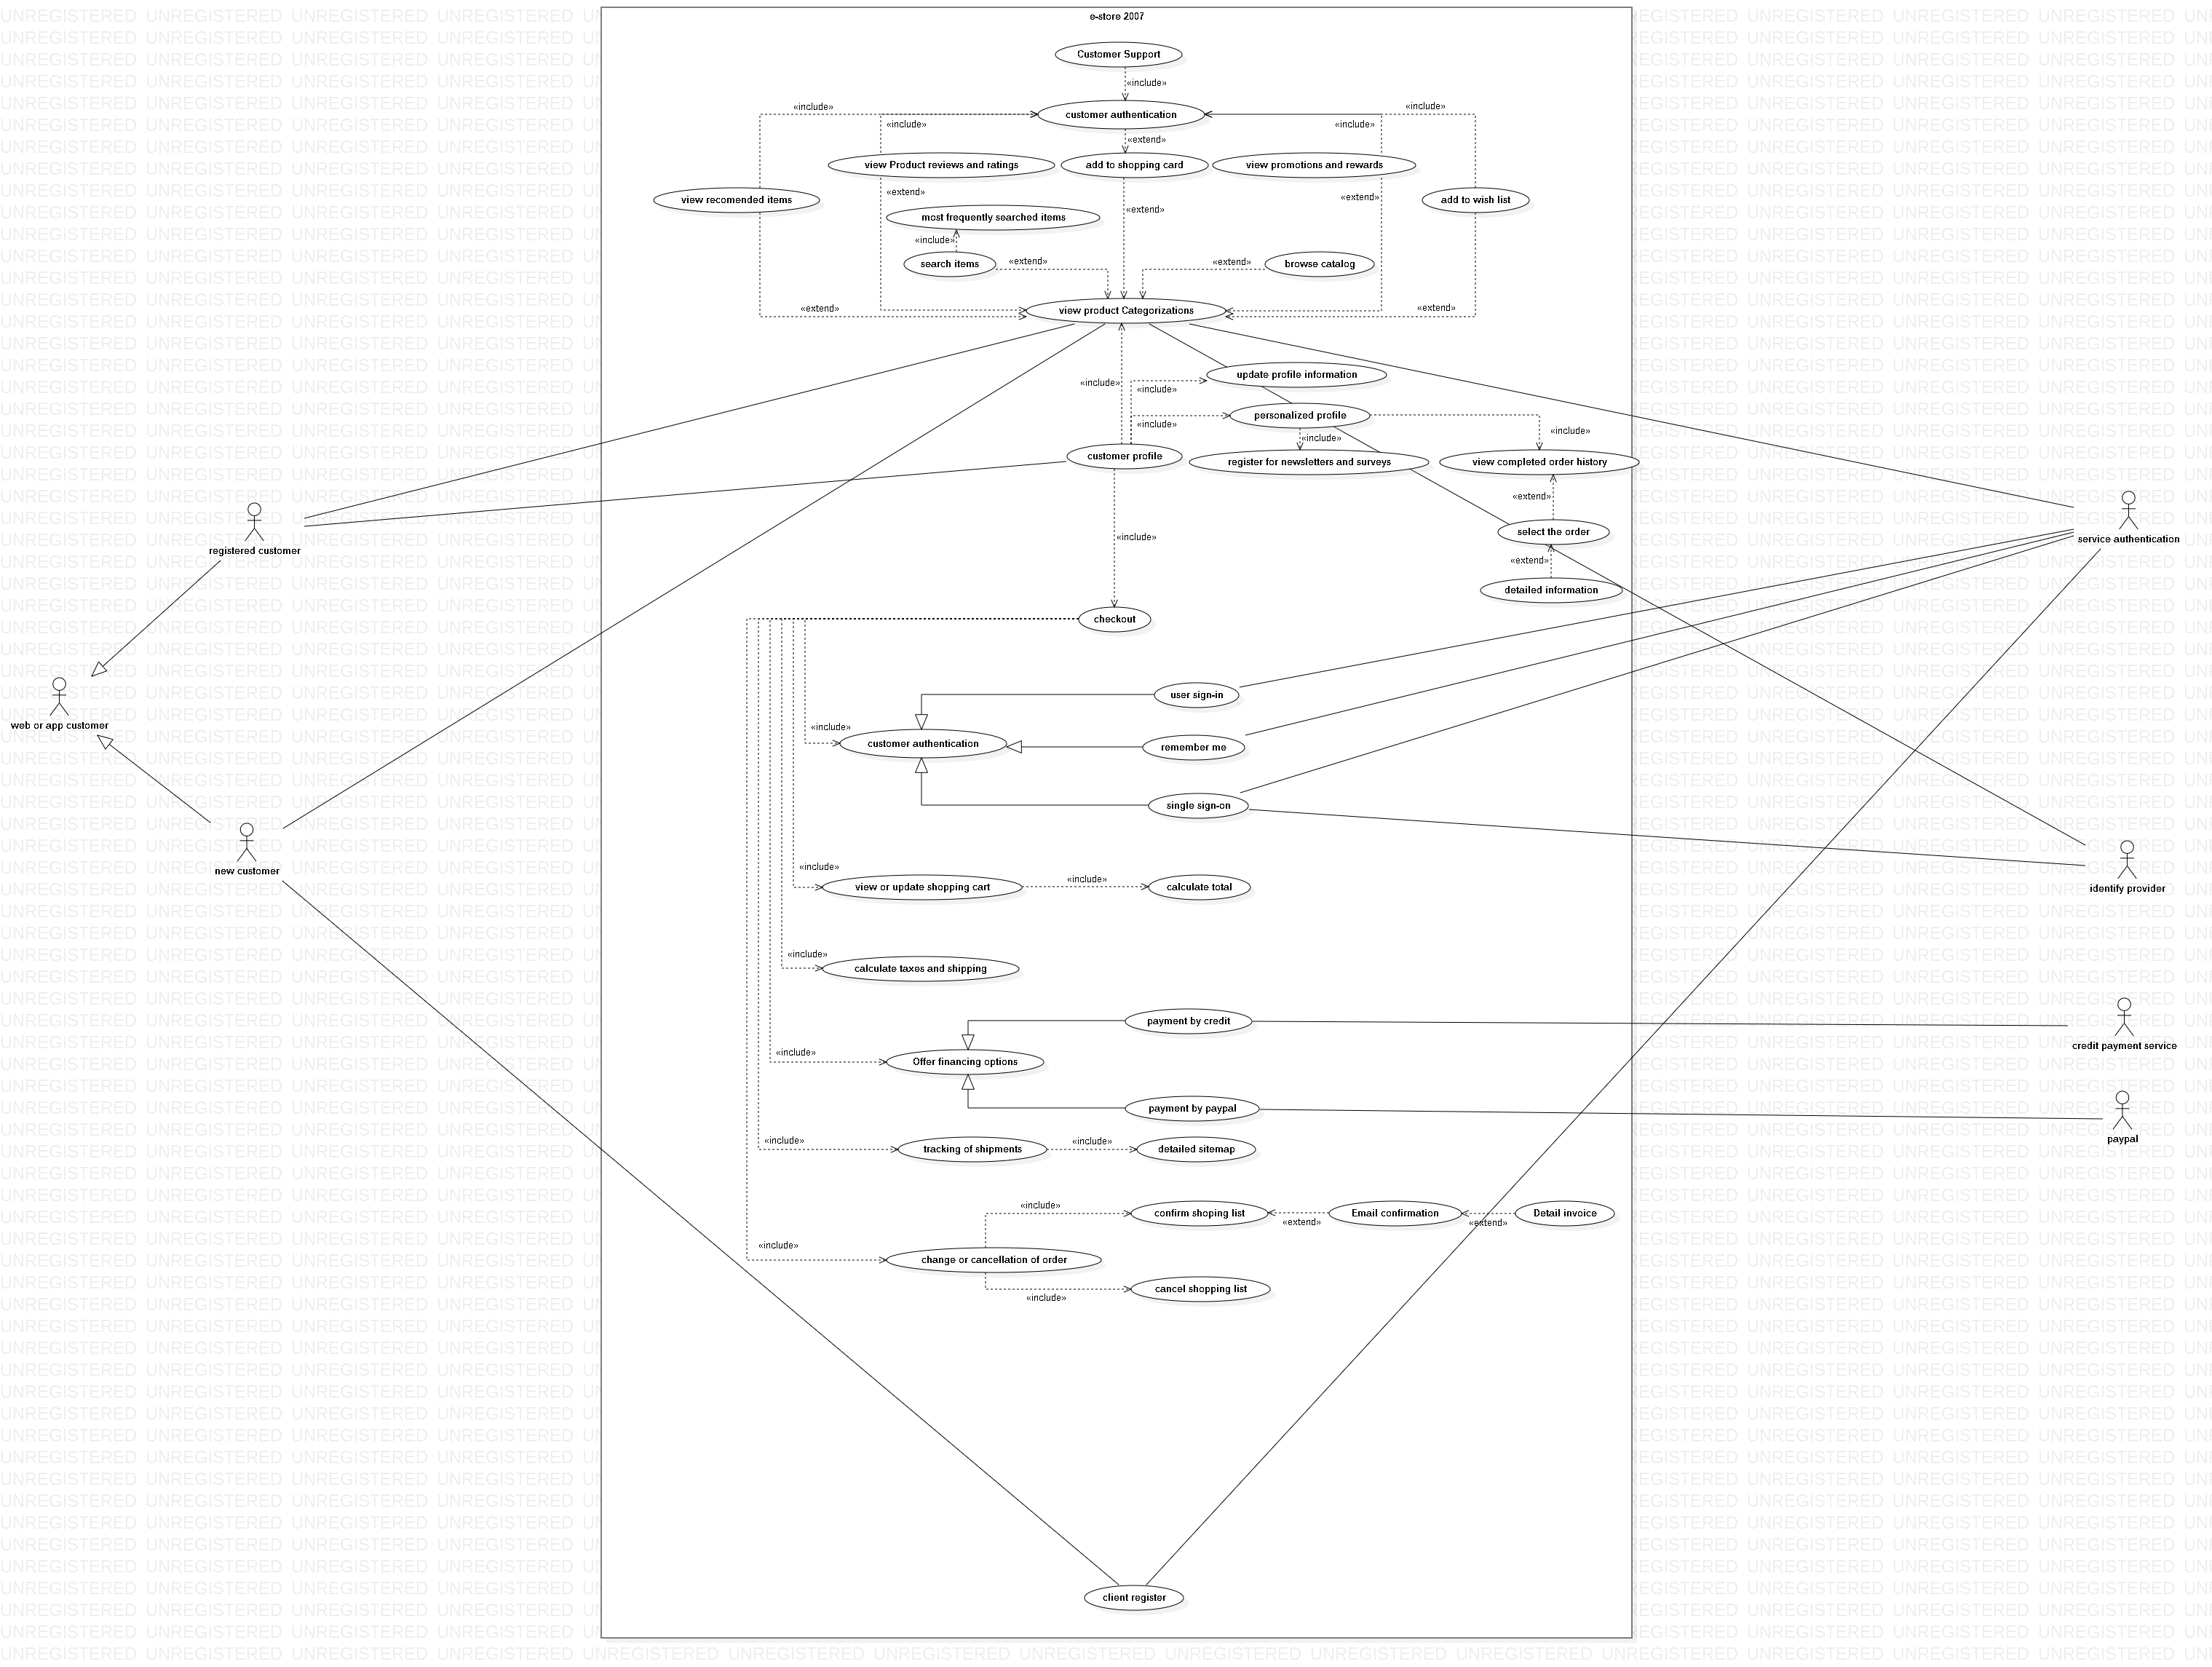 e-store 2007
Customer Support
«include»
customer authentication
«include»
«include»
«include»
«include»
«extend»
view Product reviews and ratings
add to shopping card
view promotions and rewards
view recomended items
«extend»
«extend»
«extend»
add to wish list
most frequently searched items
«include»
search items
«extend»
«extend»
browse catalog
«extend»
view product Categorizations
«extend»
update profile information
«include»
«include»
personalized profile
«include»
«include»
«include»
customer profile
register for newsletters and surveys
view completed order history
«extend»
select the order
registered customer
service authentication
«include»
«extend»
detailed information
checkout
user sign-in
web or app customer
«include»
customer authentication
remember me
single sign-on
new customer
«include»
view or update shopping cart
«include»
calculate total
identify provider
«include»
calculate taxes and shipping
payment by credit
credit payment service
«include»
Offer financing options
payment by paypal
paypal
«include»
tracking of shipments
«include»
detailed sitemap
«include»
confirm shoping list
«extend»
Email confirmation
«extend»
Detail invoice
«include»
change or cancellation of order
cancel shopping list
«include»
client register
UNREGISTERED